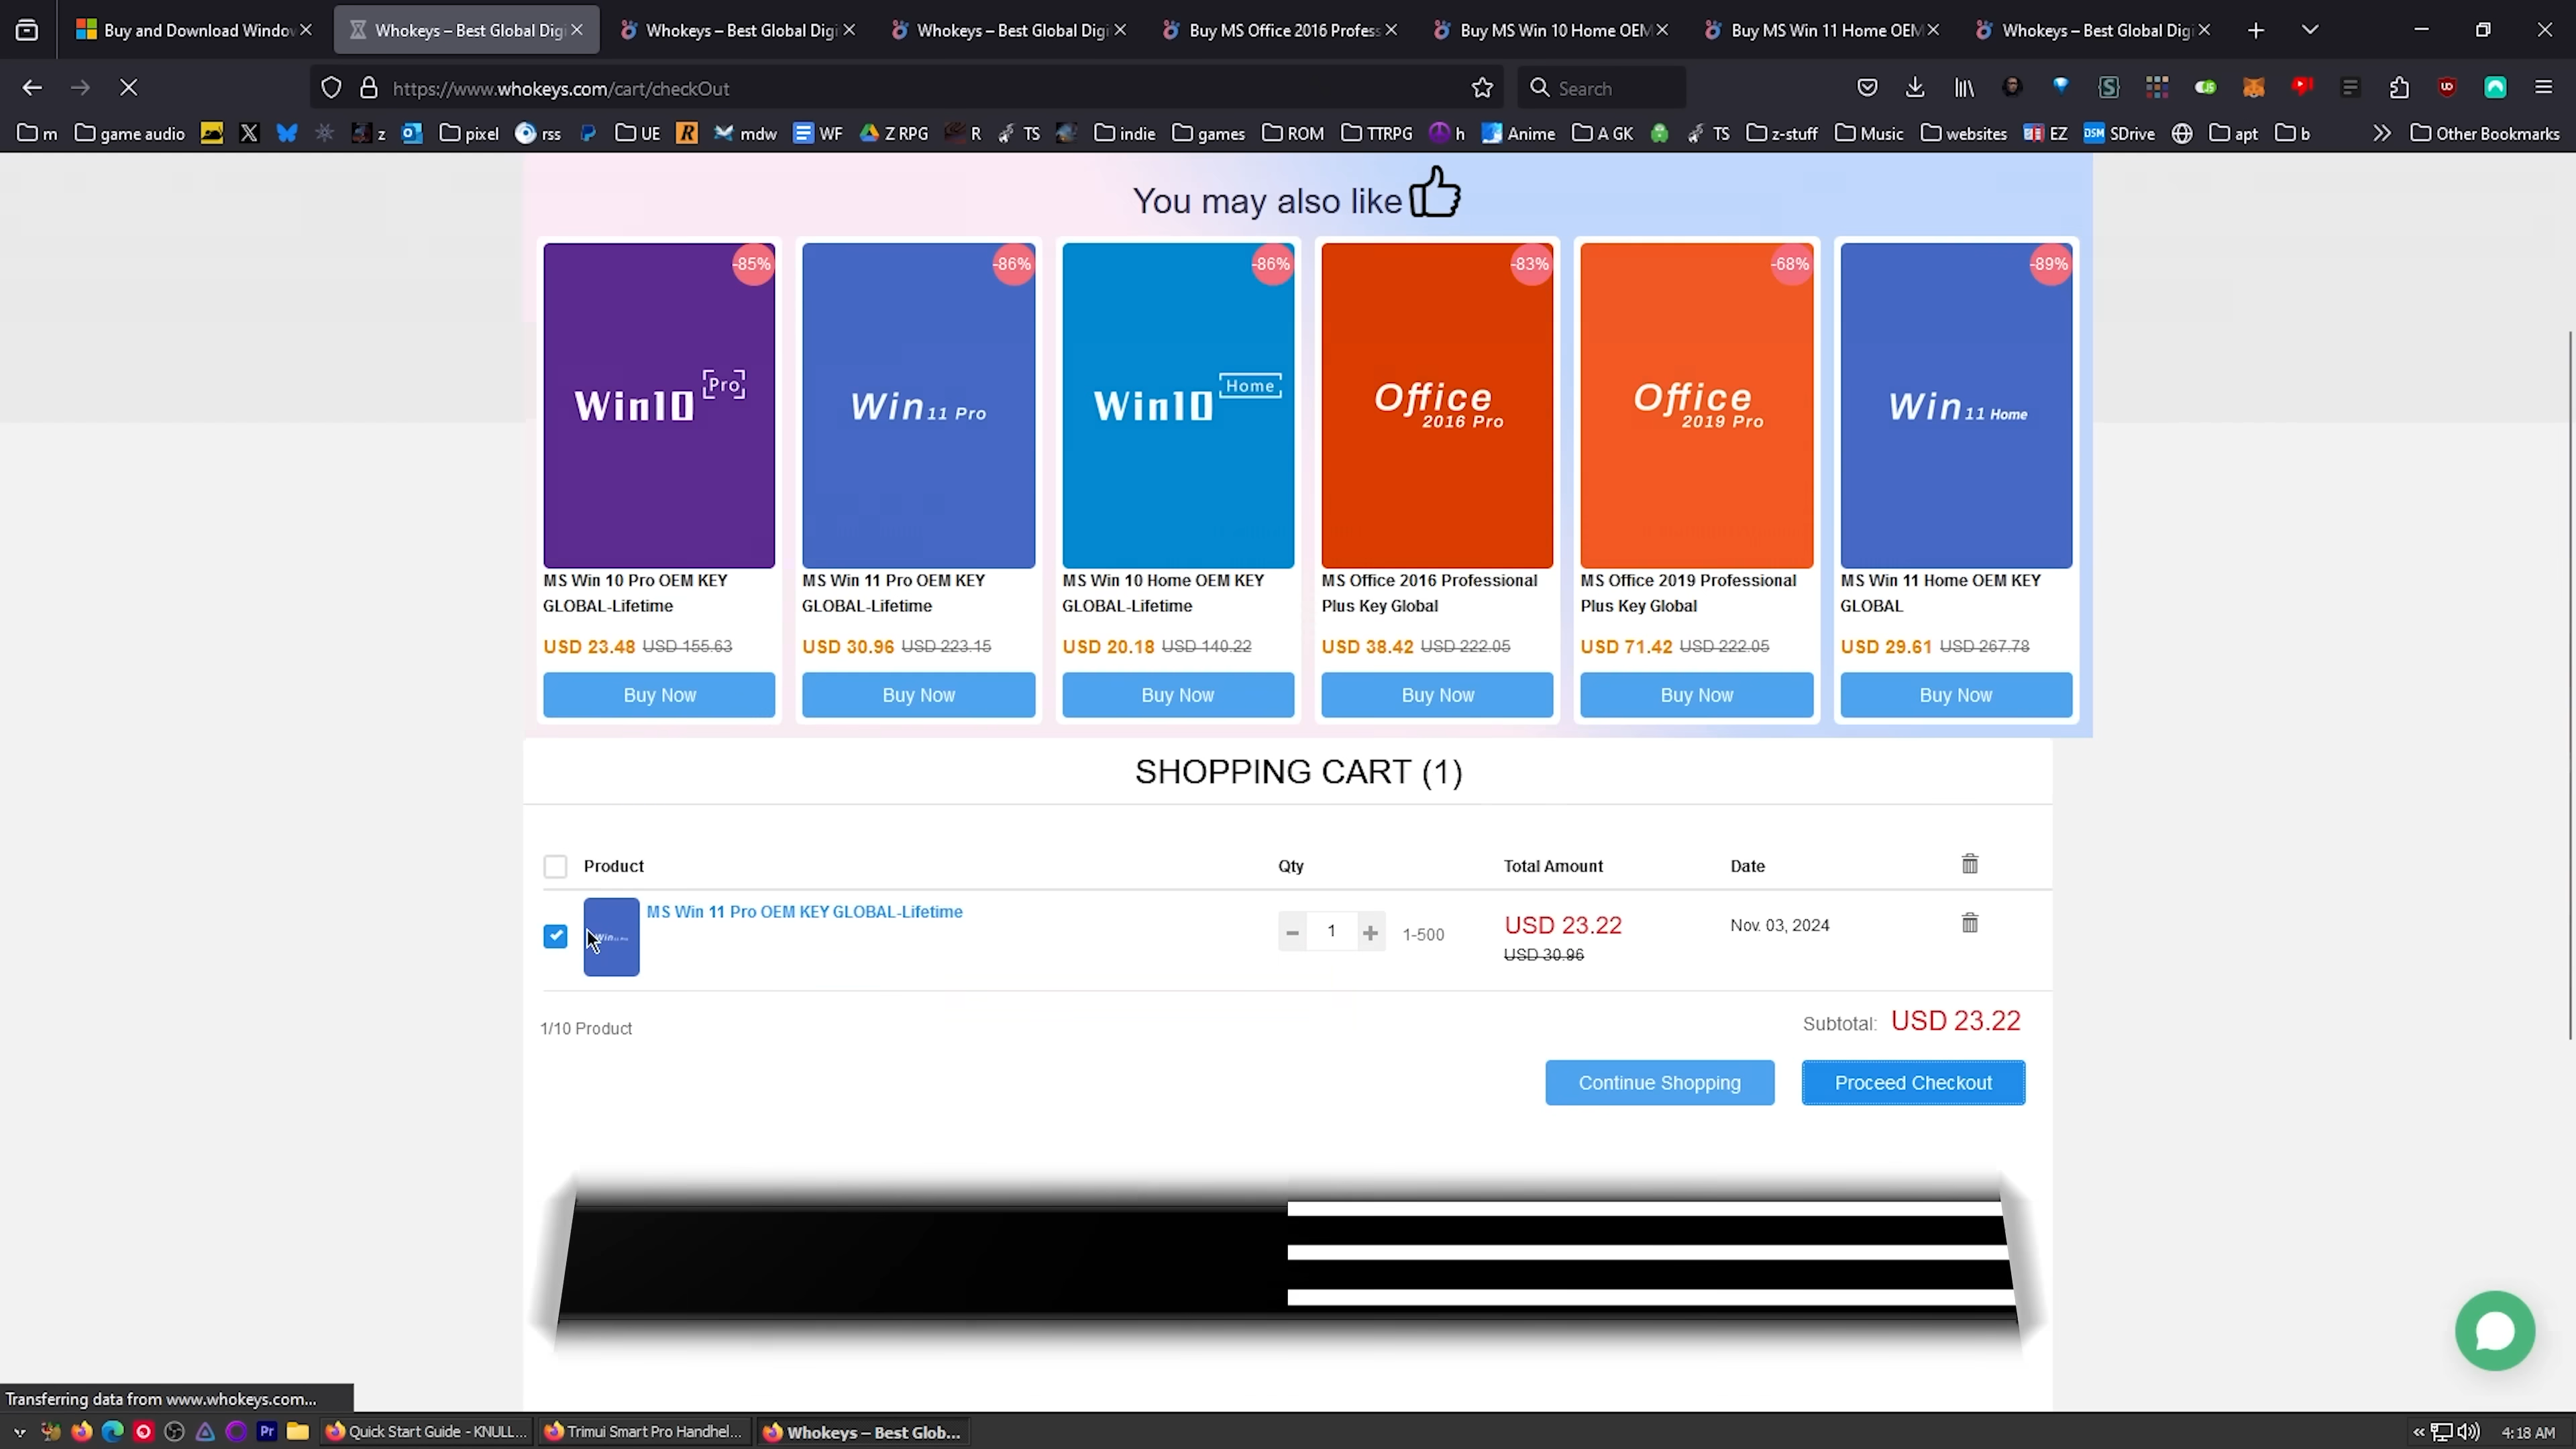 Buy and Download Window
Whokeys – Best Global Digi
Whokeys – Best Global Digi
Whokeys – Best Global Digi
Buy MS Office 2016 Profess
Buy MS Win 10 Home OEM
Buy MS Win 11 Home OEM
Whokeys – Best Global Digi
https://www.whokeys.com/cart/checkOut
Search
m game audio z pixel rss UE mdw WF Z RPG R TS indie games ROM TTRPG h Anime A GK TS z-stuff Music websites EZ SDrive apt b Other Bookmarks
You may also like
-85% -86% -86% -83% -68% -89%
Win10 Pro
Win 11 Pro
Win10 Home
Office 2016 Pro
Office 2019 Pro
Win 11 Home
MS Win 10 Pro OEM KEY
GLOBAL-Lifetime
USD 23.48 USD 155.63
Buy Now
MS Win 11 Pro OEM KEY
GLOBAL-Lifetime
USD 30.96 USD 223.15
Buy Now
MS Win 10 Home OEM KEY
GLOBAL-Lifetime
USD 20.18 USD 140.22
Buy Now
MS Office 2016 Professional
Plus Key Global
USD 38.42 USD 222.05
Buy Now
MS Office 2019 Professional
Plus Key Global
USD 71.42 USD 222.05
Buy Now
MS Win 11 Home OEM KEY
GLOBAL
USD 29.61 USD 267.78
Buy Now
SHOPPING CART (1)
Product Qty Total Amount Date
MS Win 11 Pro OEM KEY GLOBAL-Lifetime
1 1-500
USD 23.22
USD 30.96
Nov. 03, 2024
1/10 Product
Subtotal: USD 23.22
Continue Shopping
Proceed Checkout
Transferring data from www.whokeys.com...
Quick Start Guide - KNULL...
Trimui Smart Pro Handhel...
Whokeys – Best Glob...
4:18 AM